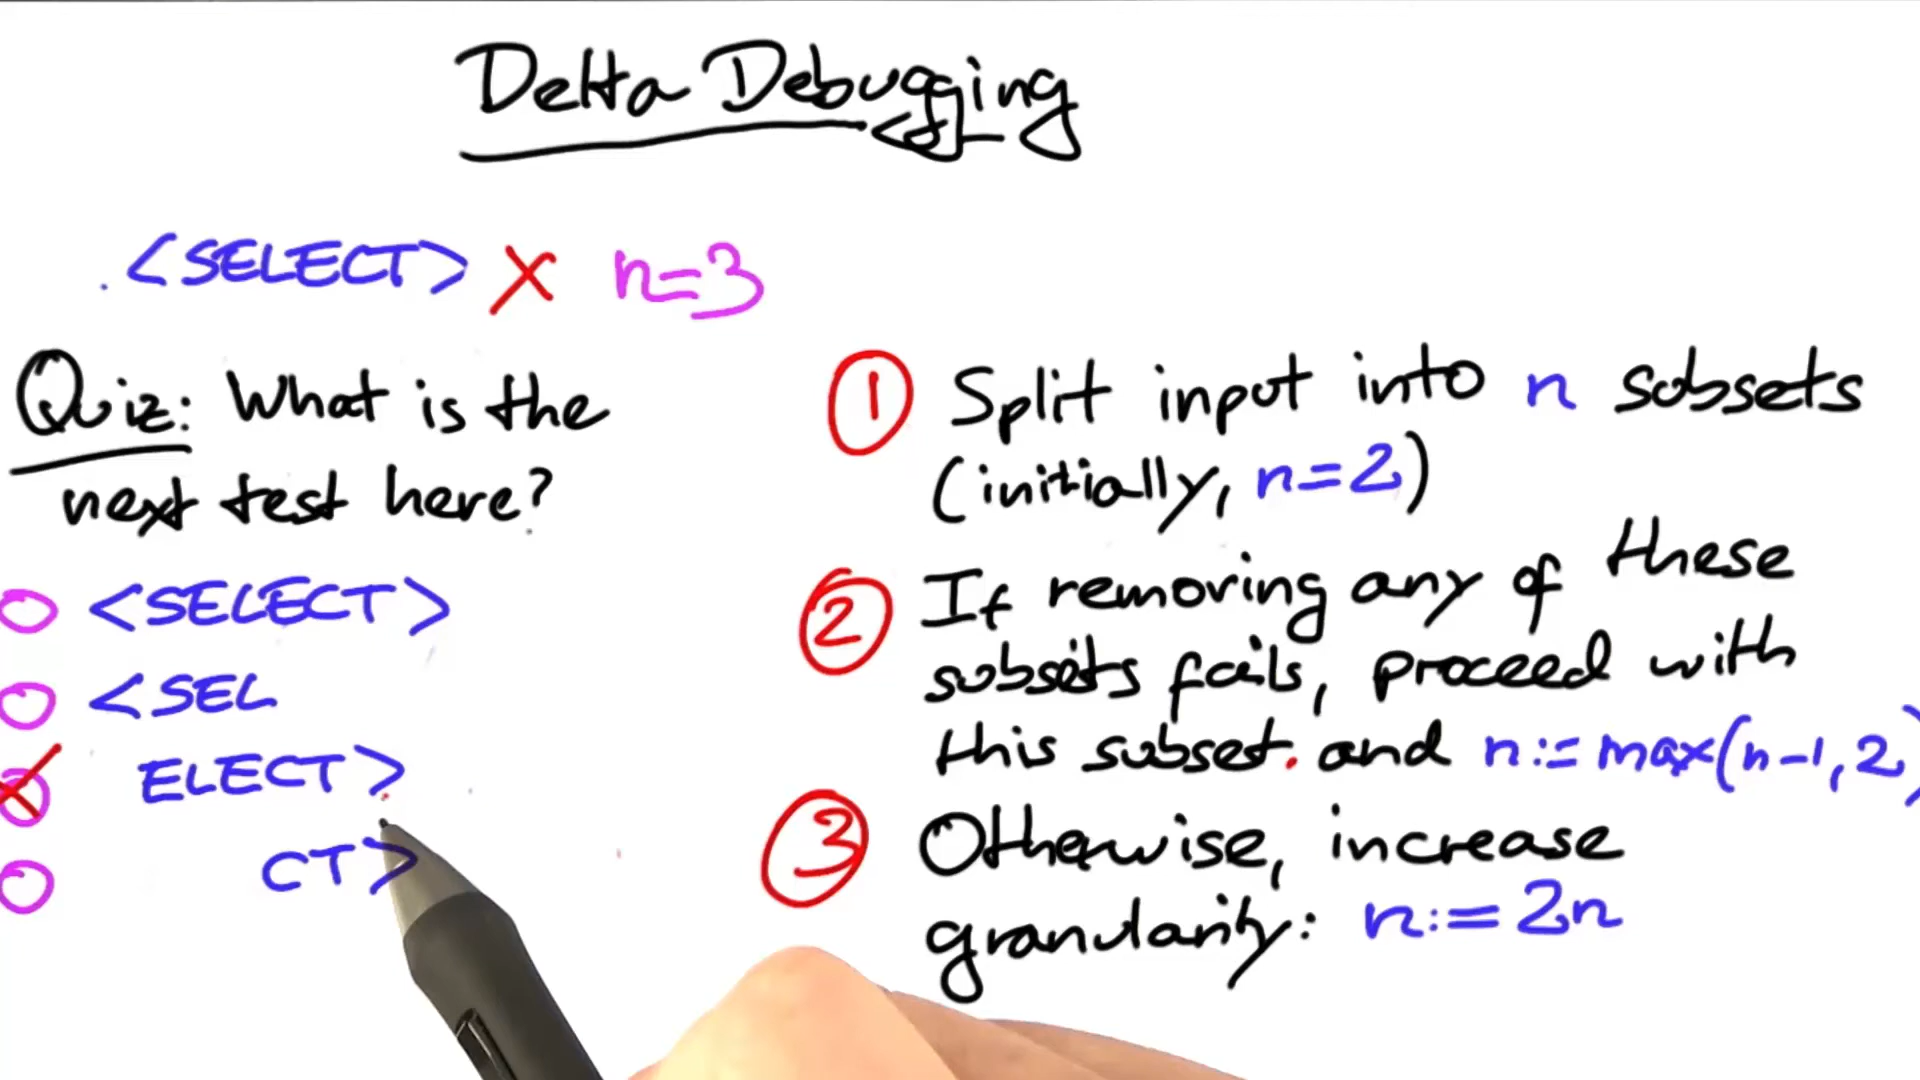 Delta Debugging
<SELECT> X n=3
Quiz: What is the
next test here?
<SELECT>
<SEL
ELECT>
CT>
1 Split input into n subsets
(initially, n=2)
2 If removing any of these
subsets fails, proceed with
this subset. and n:=max(n-1,2)
3 Otherwise, increase
granularity: n:=2n